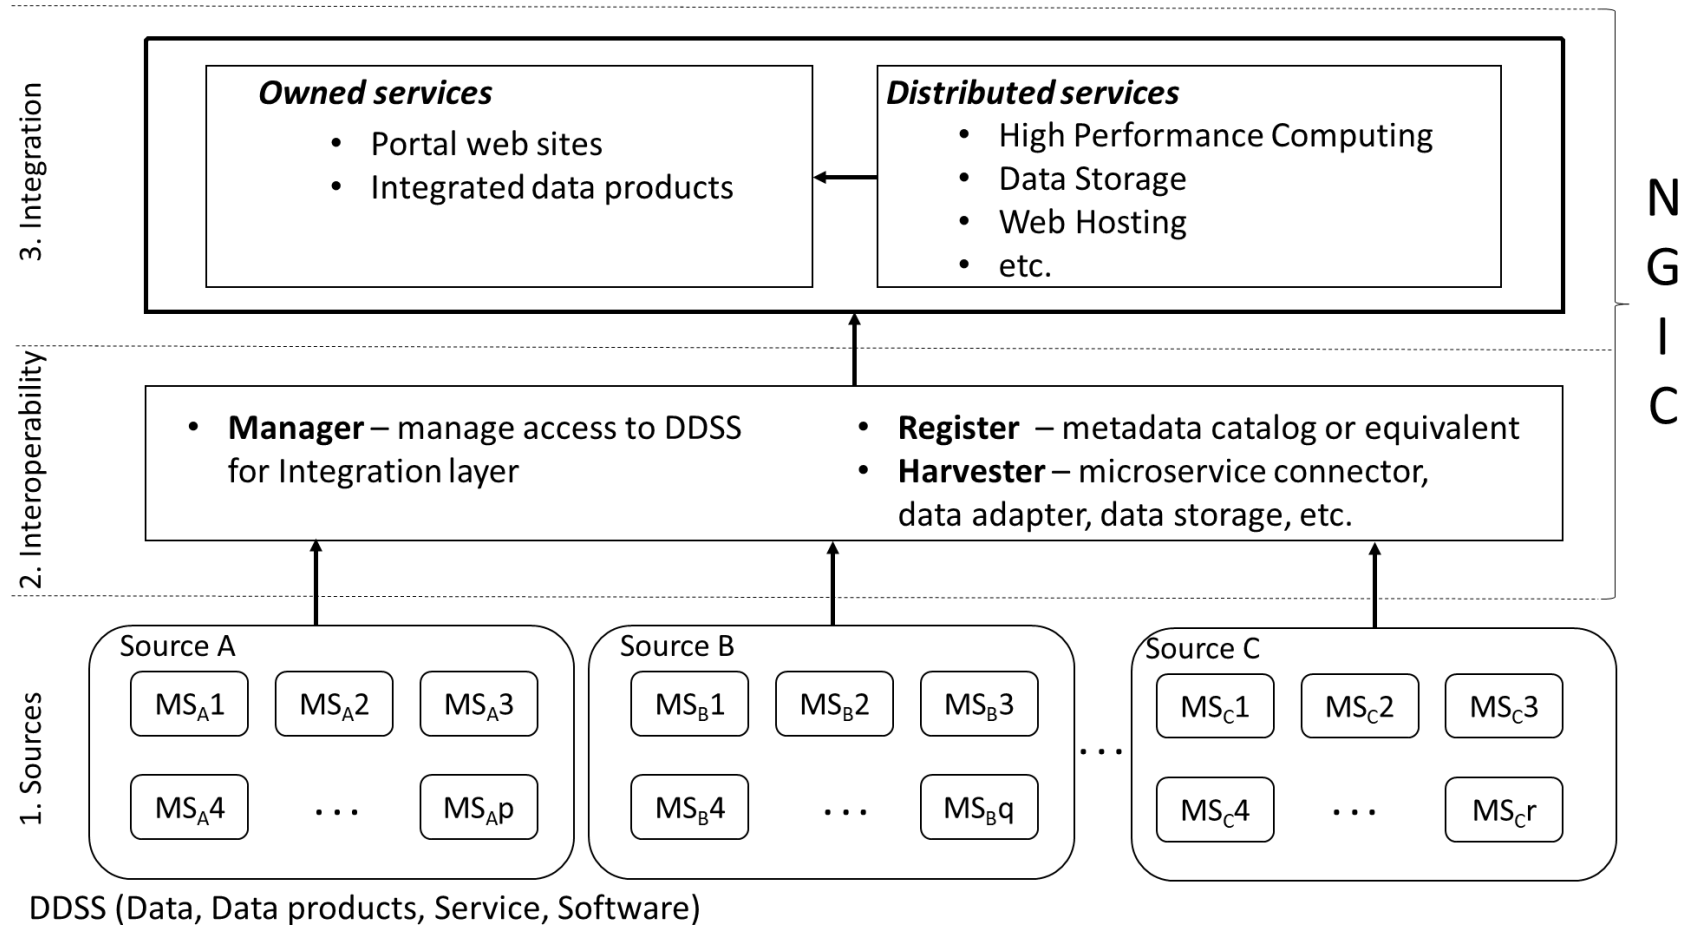 3. Integration
Owned services
• Portal web sites
• Integrated data products
Distributed services
• High Performance Computing
• Data Storage
• Web Hosting
• etc.
N
G
I
C
2. Interoperability
• Manager – manage access to DDSS
for Integration layer
• Register – metadata catalog or equivalent
• Harvester – microservice connector,
data adapter, data storage, etc.
1. Sources
Source A
MSA1 MSA2 MSA3
MSA4 ... MSAp
Source B
MSB1 MSB2 MSB3
MSB4 ... MSBq
...
Source C
MSC1 MSC2 MSC3
MSC4 ... MSCr
DDSS (Data, Data products, Service, Software)